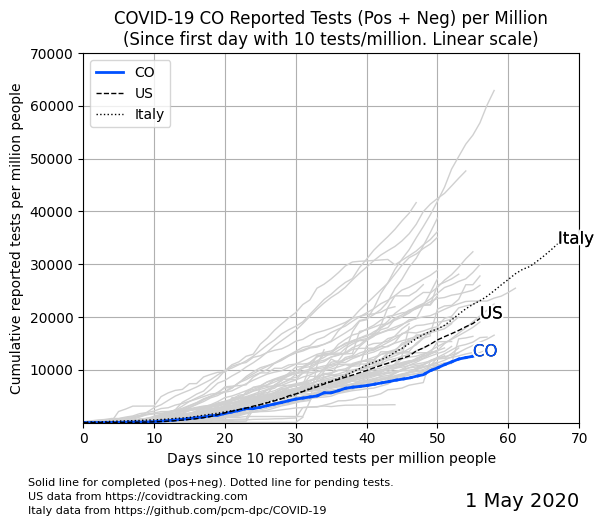 COVID-19 CO Reported Tests (Pos + Neg) per Million
(Since first day with 10 tests/million. Linear scale)
Cumulative reported tests per million people
70000
60000
50000
40000
30000
20000
10000
CO
US
Italy
Italy
US
CO
0 10 20 30 40 50 60 70
Days since 10 reported tests per million people
Solid line for completed (pos+neg). Dotted line for pending tests.
US data from https://covidtracking.com
Italy data from https://github.com/pcm-dpc/COVID-19
1 May 2020